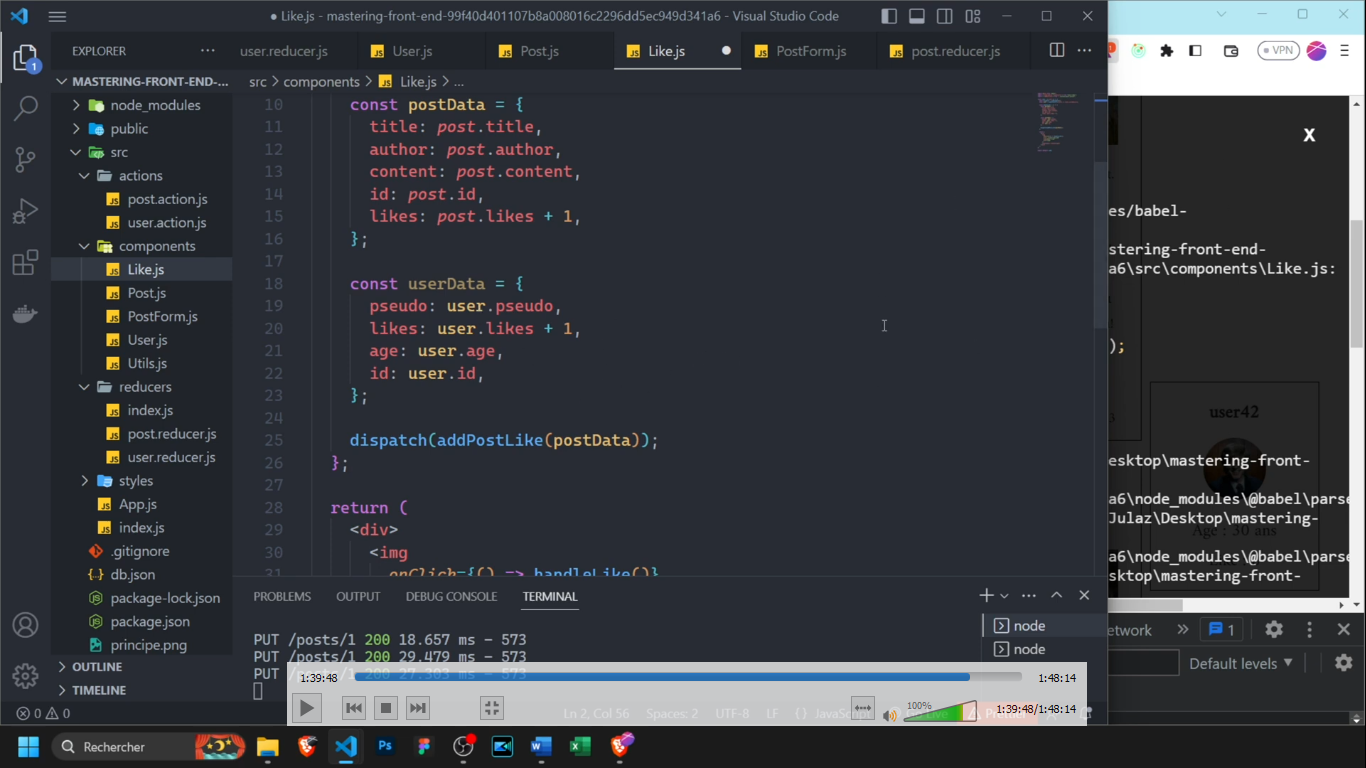 ● Like.js - mastering-front-end-99f40d401107b8a008016c2296dd5ec949d341a6 - Visual Studio Code
EXPLORER
user.reducer.js
User.js
Post.js
Like.js
PostForm.js
post.reducer.js
VPN
MASTERING-FRONT-END-...
src > components > Like.js > ...
node_modules
public
src
actions
post.action.js
user.action.js
components
Like.js
Post.js
PostForm.js
User.js
Utils.js
reducers
index.js
post.reducer.js
user.reducer.js
styles
App.js
index.js
.gitignore
db.json
package-lock.json
package.json
principe.png
OUTLINE
TIMELINE
10 const postData = {
11 title: post.title,
12 author: post.author,
13 content: post.content,
14 id: post.id,
15 likes: post.likes + 1,
16 };
17
18 const userData = {
19 pseudo: user.pseudo,
20 likes: user.likes + 1,
21 age: user.age,
22 id: user.id,
23 };
24
25 dispatch(addPostLike(postData));
26 };
27
28 return (
29 <div>
30 <img
31 onClick={() => handleLike()}
X
es/babel-
stering-front-end-
a6\src\components\Like.js:
);
user42
esktop\mastering-front-
a6\node_modules\@babel\parse
Julaz\Desktop\mastering-
Age : 30 ans
a6\node_modules\@babel\parse
sktop\mastering-front-
PROBLEMS
OUTPUT
DEBUG CONSOLE
TERMINAL
node
node
PUT /posts/1 200 18.657 ms - 573
PUT /posts/1 200 29.479 ms - 573
PUT /posts/1 200 27.303 ms - 573
etwork
1
Default levels
1:39:48
1:48:14
100%
1:39:48/1:48:14
0 0
Ln 2, Col 56
Spaces: 2
UTF-8
LF
{} JavaScript
Go Live
Prettier
Rechercher